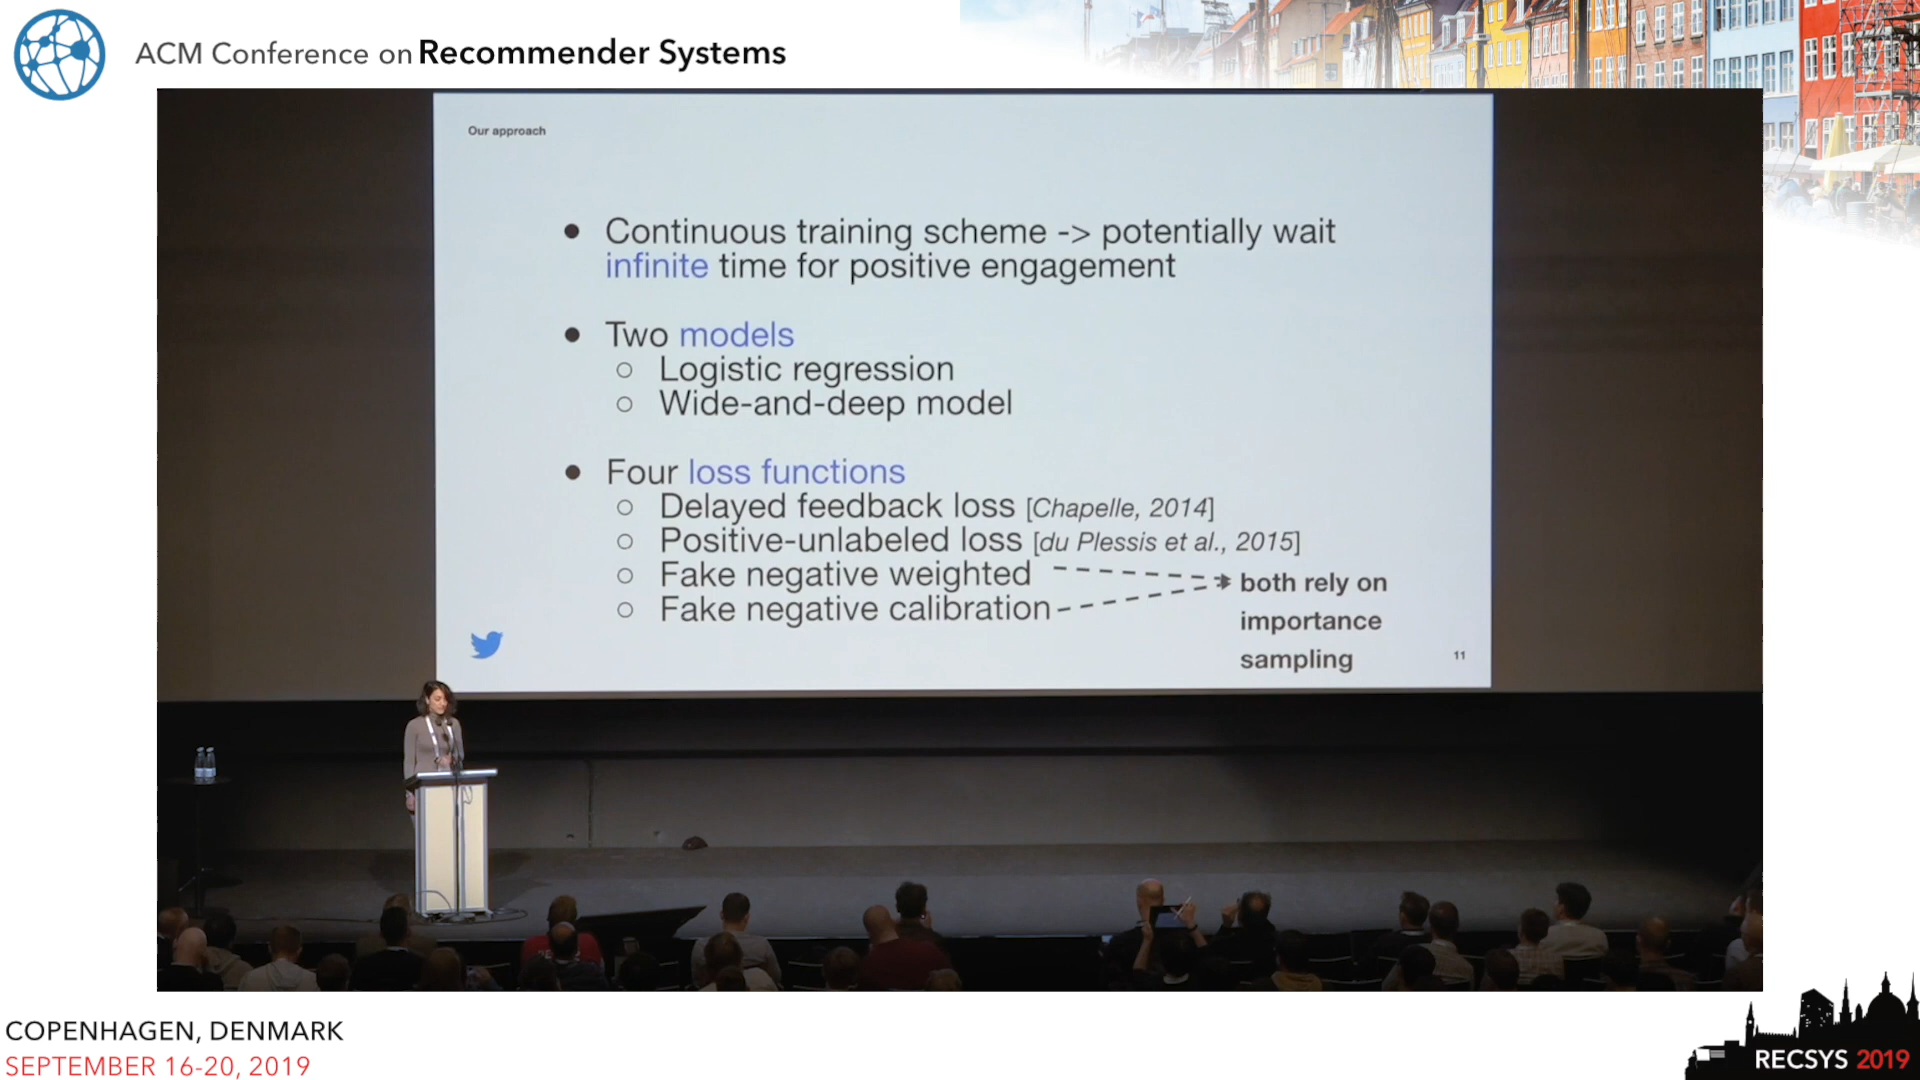 ACM Conference on Recommender Systems
Our approach
● Continuous training scheme -> potentially wait
infinite time for positive engagement
● Two models
○ Logistic regression
○ Wide-and-deep model
● Four loss functions
○ Delayed feedback loss [Chapelle, 2014]
○ Positive-unlabeled loss [du Plessis et al., 2015]
○ Fake negative weighted
○ Fake negative calibration
both rely on
importance
sampling
11
COPENHAGEN, DENMARK
SEPTEMBER 16-20, 2019
RECSYS 2019